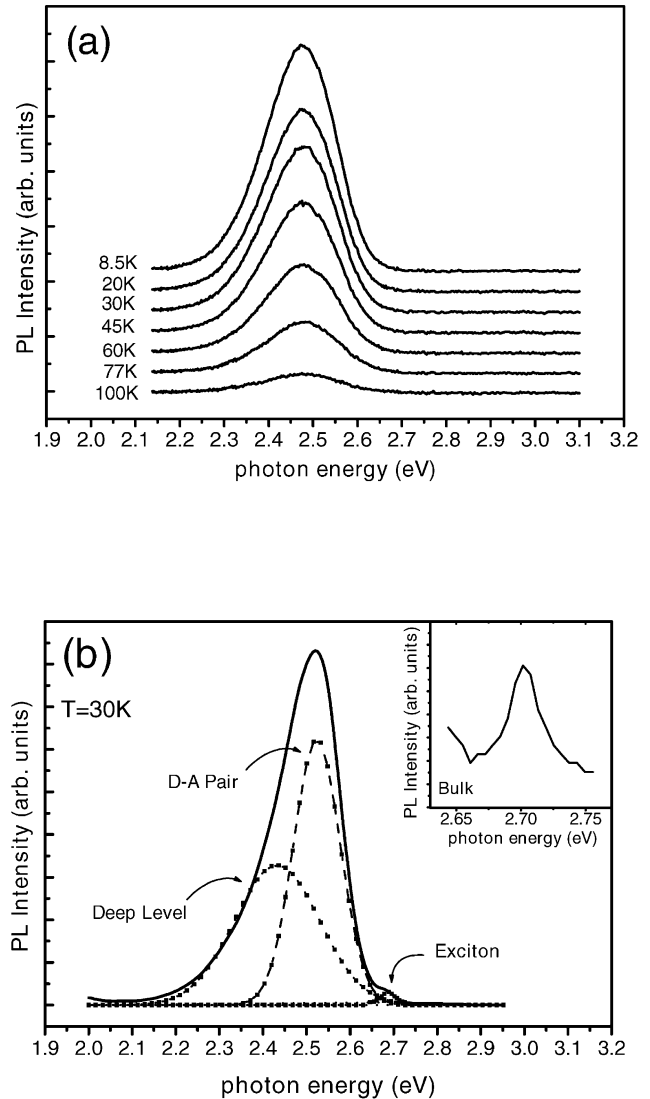 (a)
PL Intensity (arb. units)
8.5K
20K
30K
45K
60K
77K
100K
1.9 2.0 2.1 2.2 2.3 2.4 2.5 2.6 2.7 2.8 2.9 3.0 3.1 3.2
photon energy (eV)
(b)
T=30K
PL Intensity (arb. units)
D-A Pair
Deep Level
Exciton
PL Intensity (arb. units)
Bulk
2.65 2.70 2.75
photon energy (eV)
1.9 2.0 2.1 2.2 2.3 2.4 2.5 2.6 2.7 2.8 2.9 3.0 3.1 3.2
photon energy (eV)